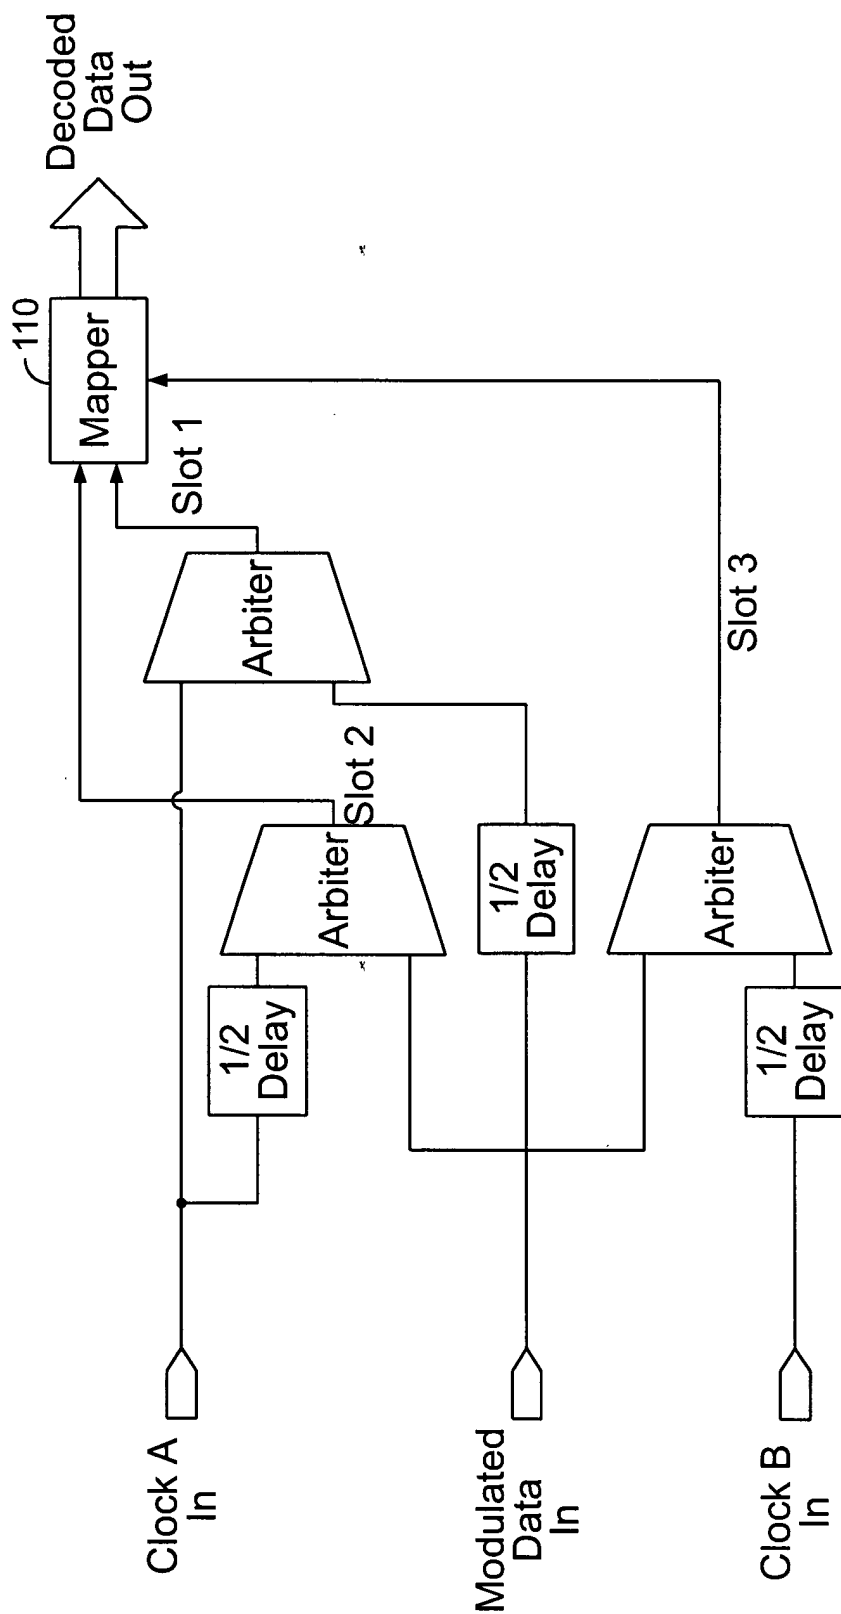 Clock A
In
Modulated
Data
In
Clock B
In
1/2
Delay
1/2
Delay
1/2
Delay
Arbiter
Arbiter
Arbiter
Slot 2
Slot 1
Slot 3
110
Mapper
Decoded
Data
Out